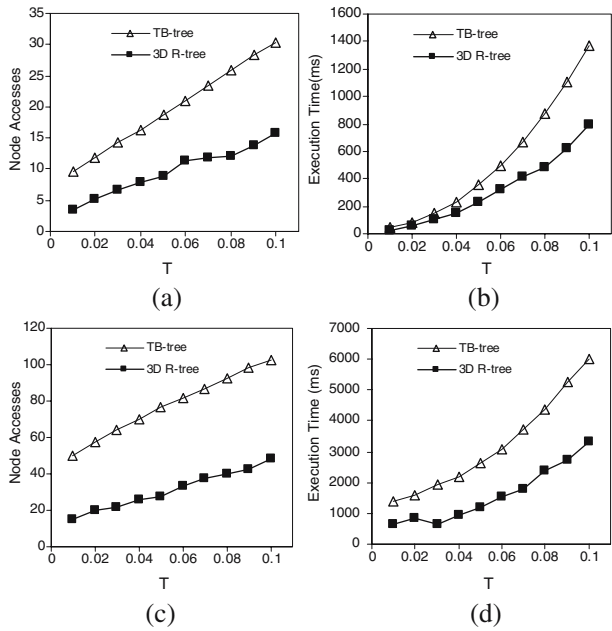 35
30
25
20
15
10
5
0
Node Accesses
TB-tree
3D R-tree
0 0.02 0.04 0.06 0.08 0.1
T
(a)
1600
1400
1200
1000
800
600
400
200
0
Execution Time(ms)
TB-tree
3D R-tree
0 0.02 0.04 0.06 0.08 0.1
T
(b)
120
100
80
60
40
20
0
Node Accesses
TB-tree
3D R-tree
0 0.02 0.04 0.06 0.08 0.1
T
(c)
7000
6000
5000
4000
3000
2000
1000
0
Execution Time (ms)
TB-tree
3D R-tree
0 0.02 0.04 0.06 0.08 0.1
T
(d)